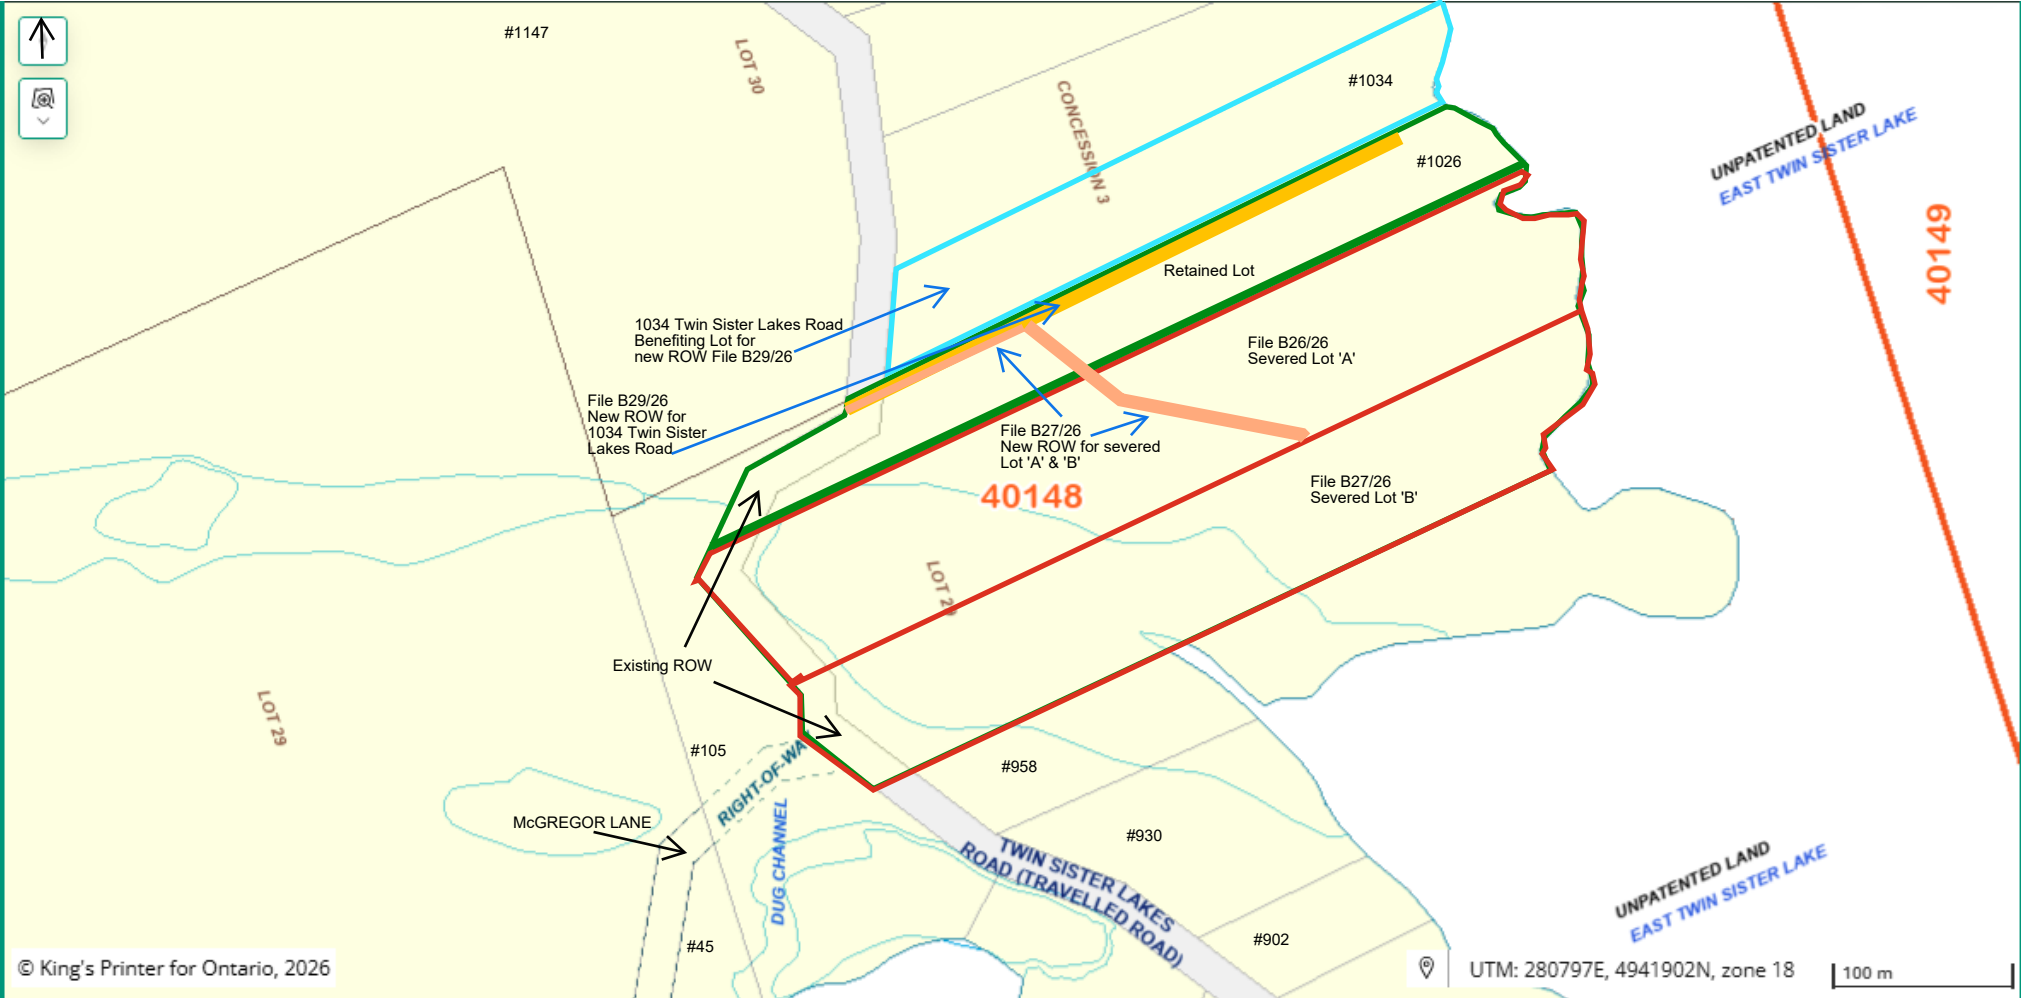 #1147
LOT 30
CONCESSION 3
#1034
#1026
UNPATENTED LAND
EAST TWIN SISTER LAKE
40149
Retained Lot
1034 Twin Sister Lakes Road
Benefiting Lot for
new ROW File B29/26
File B26/26
Severed Lot 'A'
File B29/26
New ROW for
1034 Twin Sister
Lakes Road
File B27/26
New ROW for severed
Lot 'A' & 'B'
40148
File B27/26
Severed Lot 'B'
LOT 29
Existing ROW
LOT 29
#105
RIGHT-OF-WA
#958
McGREGOR LANE
DUG CHANNEL
#930
TWIN SISTER LAKES
ROAD (TRAVELLED ROAD)
UNPATENTED LAND
EAST TWIN SISTER LAKE
#45
#902
© King's Printer for Ontario, 2026
UTM: 280797E, 4941902N, zone 18
100 m